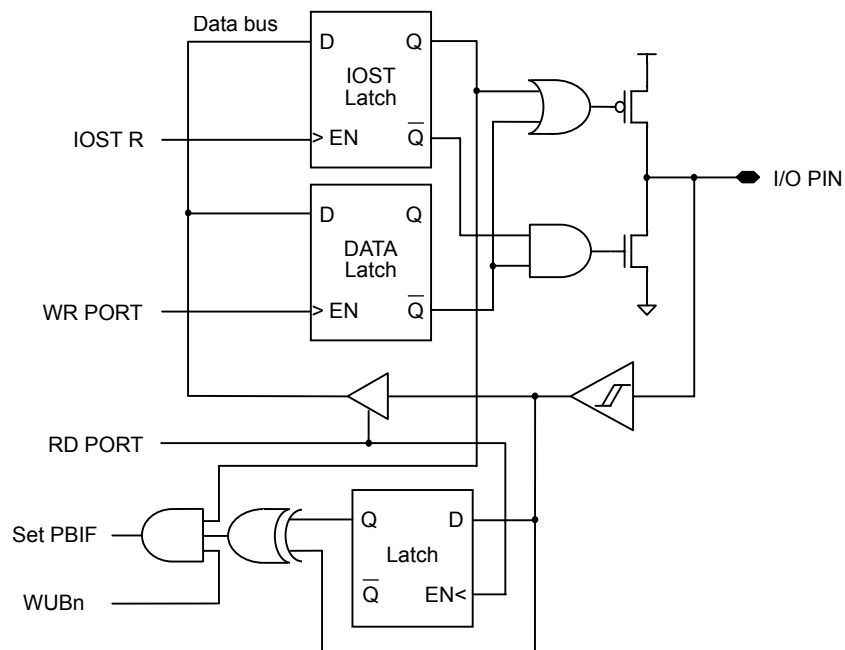 Data bus
D Q
IOST
Latch
IOST R
> EN Q̅
I/O PIN
D Q
DATA
Latch
WR PORT
> EN Q̅
RD PORT
Q D
Set PBIF
Latch
Q̅ EN<
WUBn